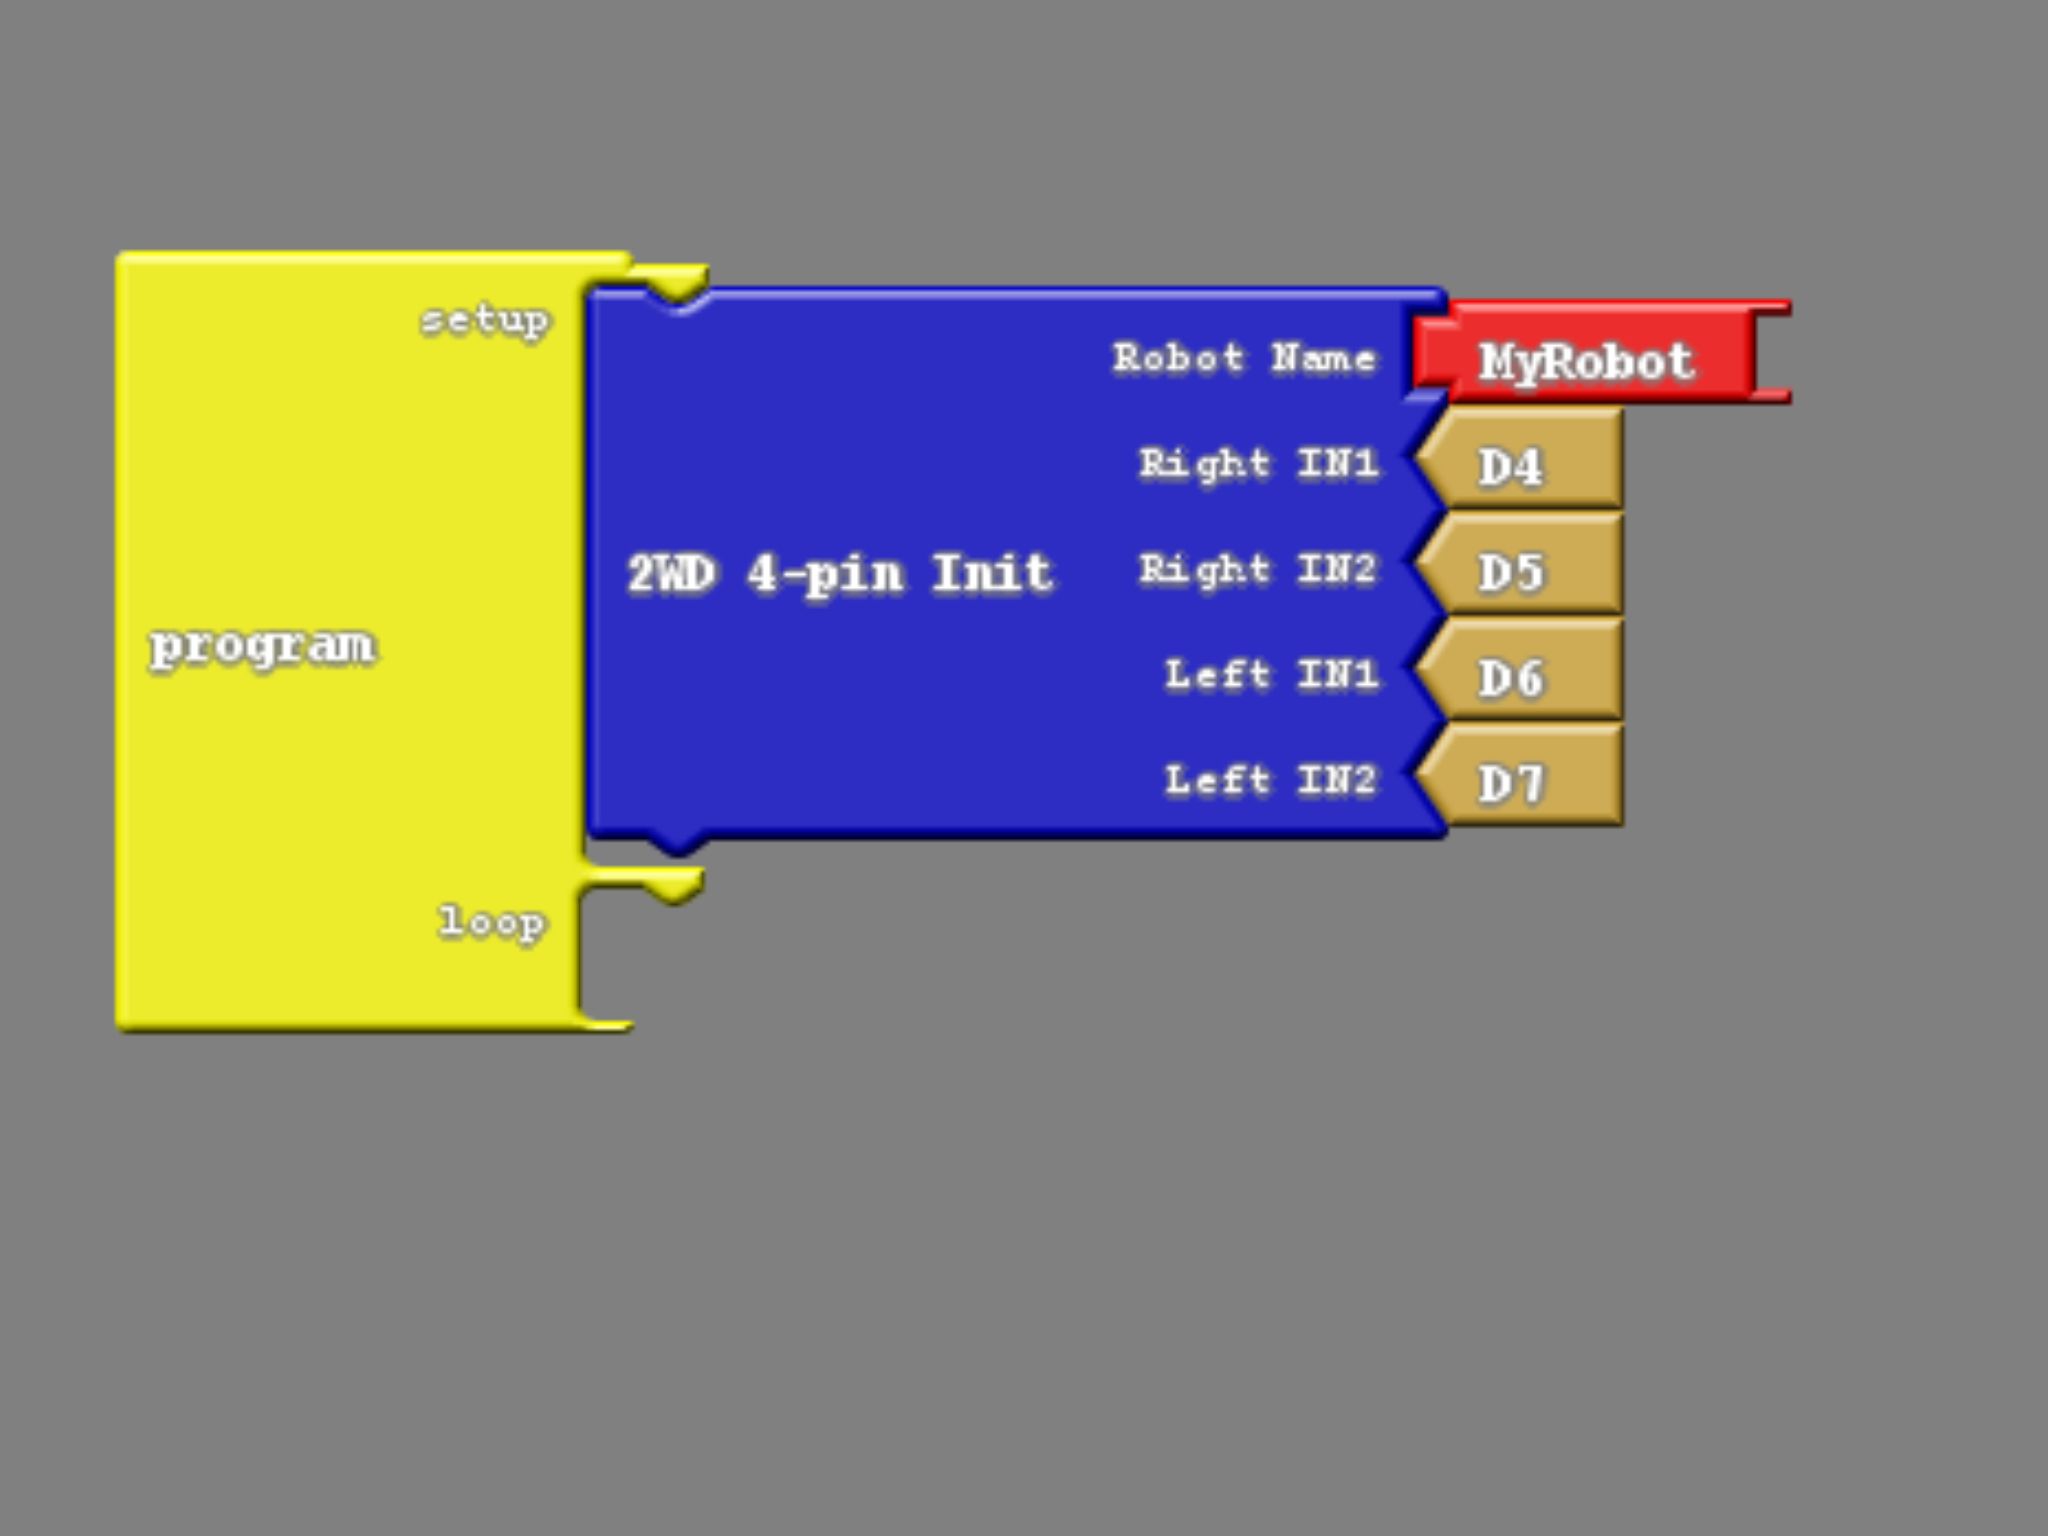 setup
Robot Name MyRobot
Right IN1 D4
2WD 4-pin Init Right IN2 D5
program
Left IN1 D6
Left IN2 D7
loop